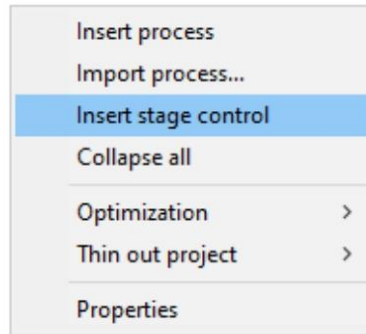 Insert process
Import process...
Insert stage control
Collapse all
Optimization
Thin out project
Properties